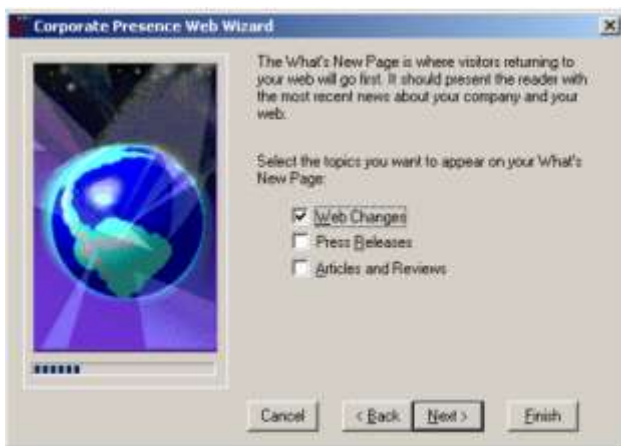 Corporate Presence Web Wizard
The What's New Page is where visitors returning to
your web will go first. It should present the reader with
the most recent news about your company and your
web.
Select the topics you want to appear on your What's
New Page:
Web Changes
Press Releases
Articles and Reviews
Cancel
< Back
Next >
Finish